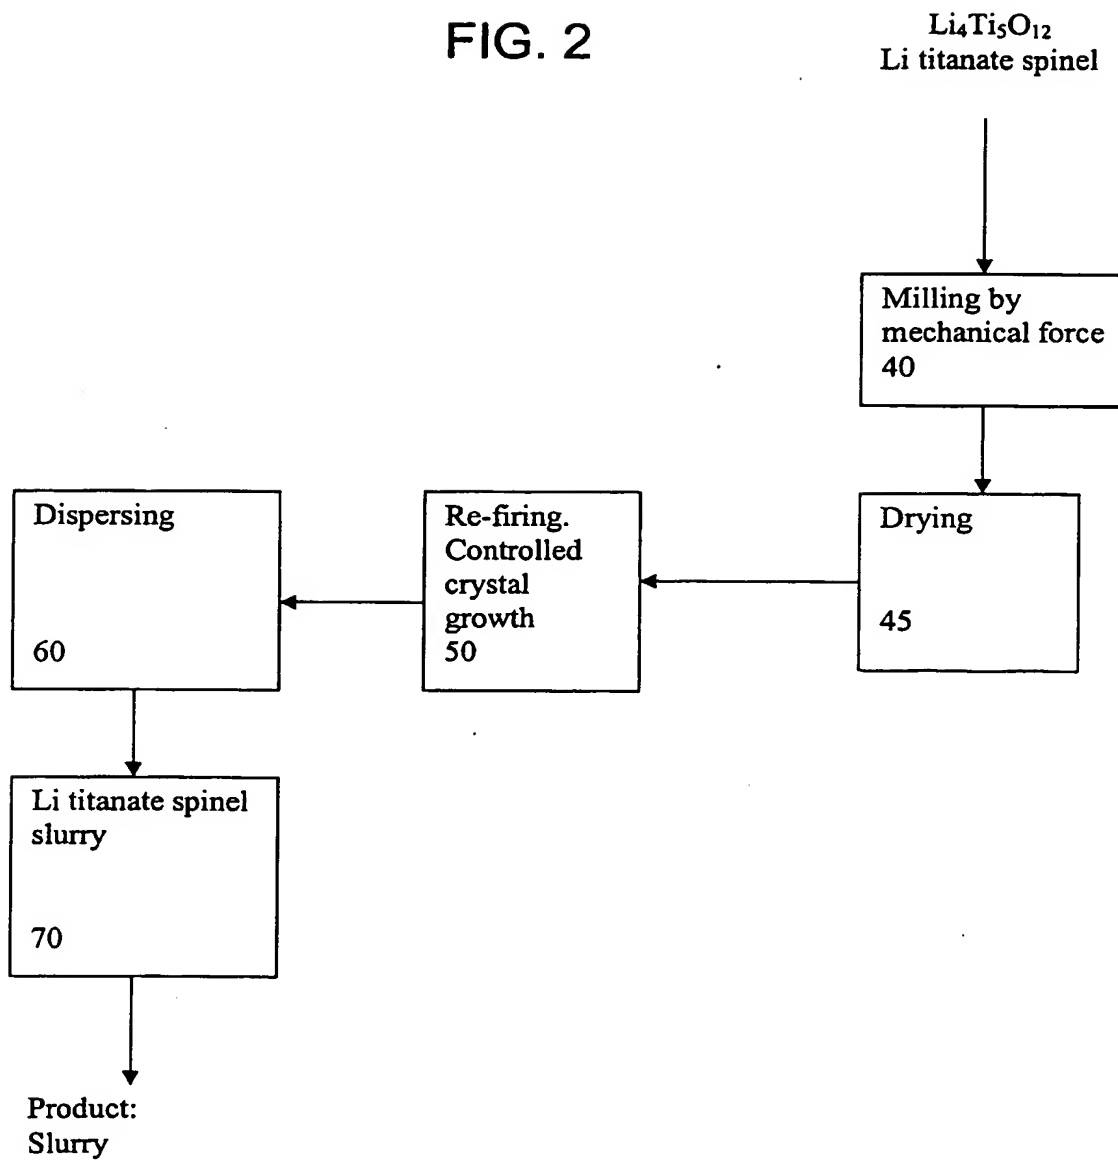 FIG. 2
Li₄Ti₅O₁₂
Li titanate spinel
Milling by
mechanical force
40
Drying
45
Re-firing.
Controlled
crystal
growth
50
Dispersing
60
Li titanate spinel
slurry
70
Product:
Slurry